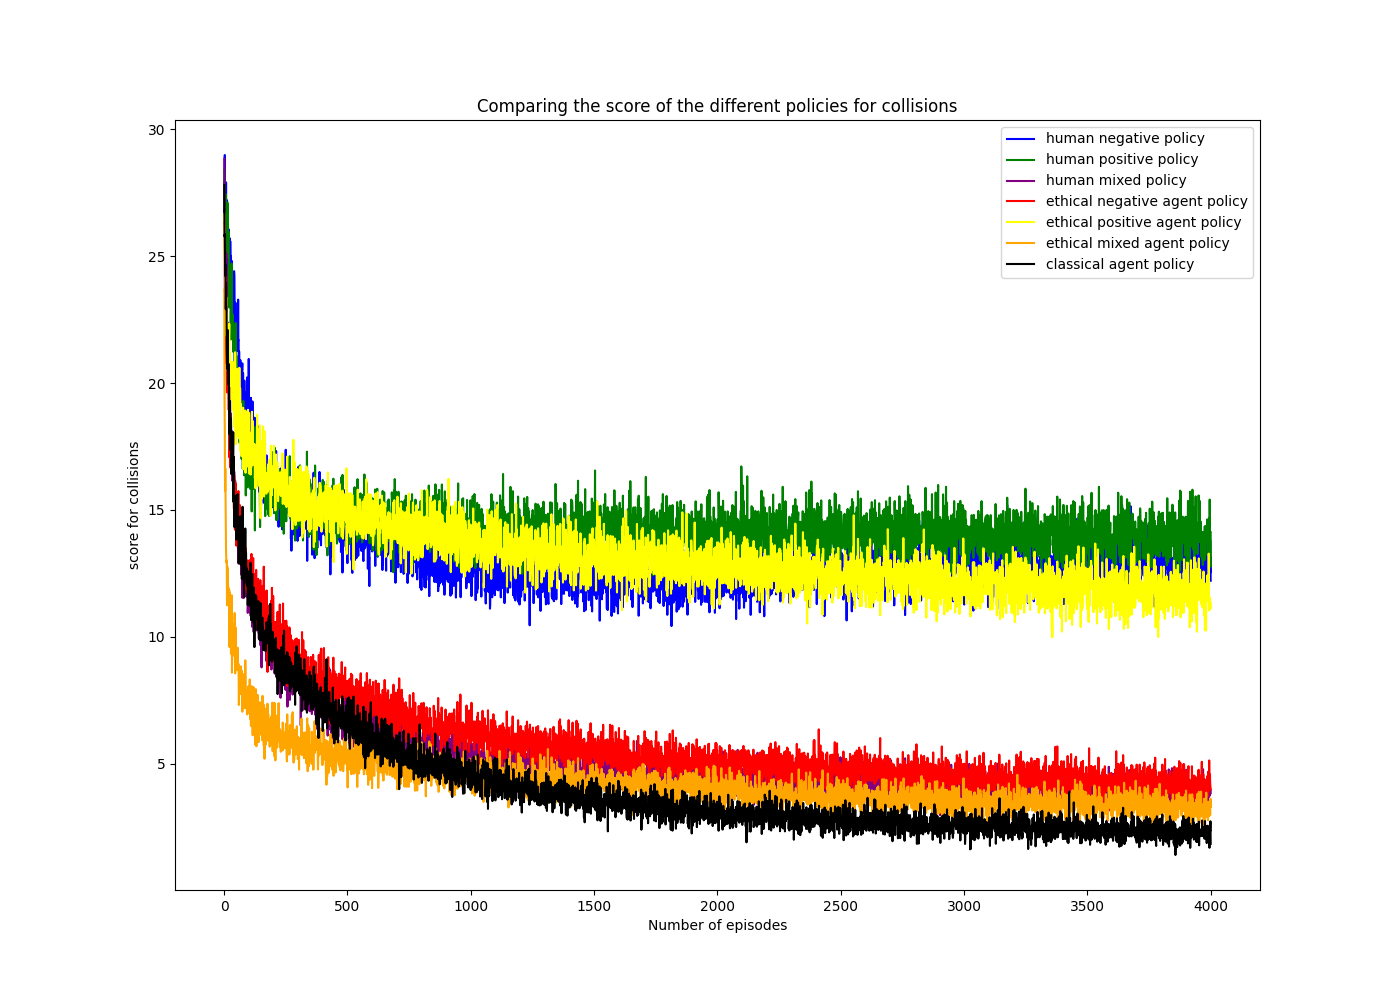 Comparing the score of the different policies for collisions
30
25
20
15
10
5
score for collisions
human negative policy
human positive policy
human mixed policy
ethical negative agent policy
ethical positive agent policy
ethical mixed agent policy
classical agent policy
0 500 1000 1500 2000 2500 3000 3500 4000
Number of episodes